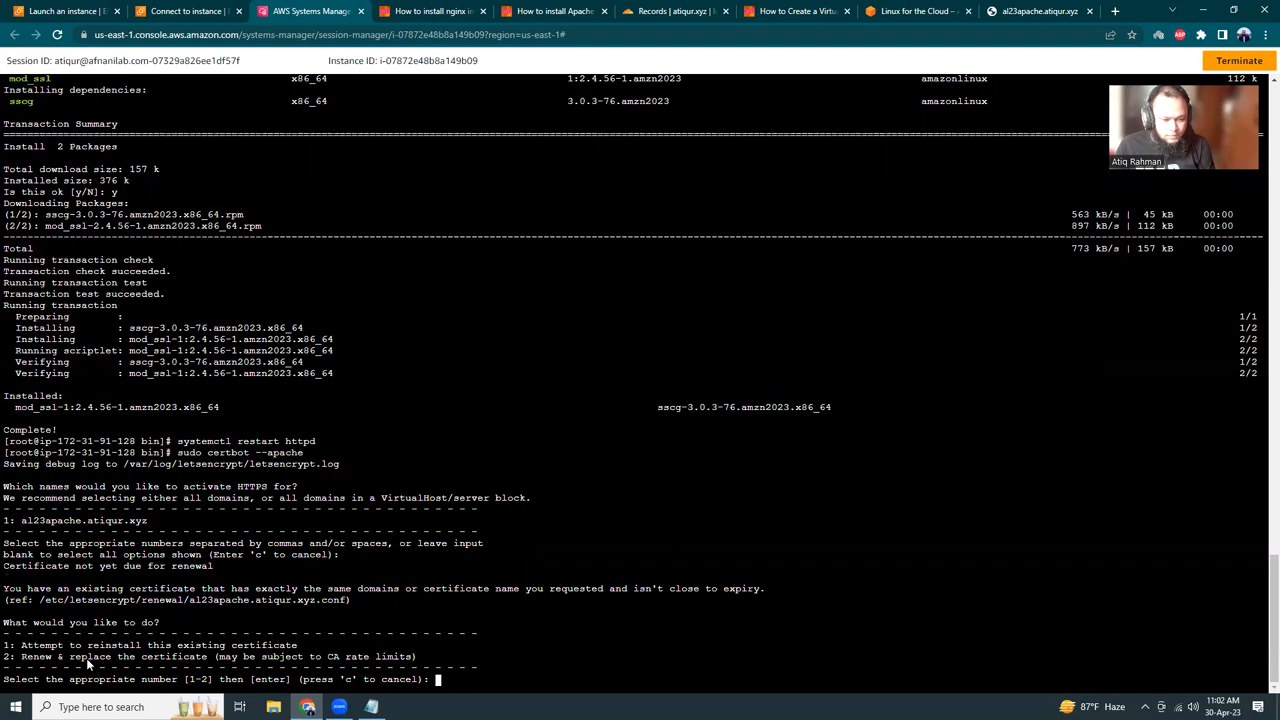 Launch an instance | E
Connect to instance |
AWS Systems Manage
How to install nginx in
How to install Apache
Records | atiqur.xyz |
How to Create a Virtu
Linux for the Cloud –
al23apache.atiqur.xyz
us-east-1.console.aws.amazon.com/systems-manager/session-manager/i-07872e48b8a149b09?region=us-east-1#
Session ID: atiqur@afnanilab.com-07329a826ee1df57f
Instance ID: i-07872e48b8a149b09
Terminate
mod_ssl x86_64 1:2.4.56-1.amzn2023 amazonlinux 112 k
Installing dependencies:
sscg x86_64 3.0.3-76.amzn2023 amazonlinux
Transaction Summary
Install 2 Packages
Total download size: 157 k
Installed size: 376 k
Is this ok [y/N]: y
Downloading Packages:
(1/2): sscg-3.0.3-76.amzn2023.x86_64.rpm 563 kB/s | 45 kB 00:00
(2/2): mod_ssl-2.4.56-1.amzn2023.x86_64.rpm 897 kB/s | 112 kB 00:00
Total 773 kB/s | 157 kB 00:00
Running transaction check
Transaction check succeeded.
Running transaction test
Transaction test succeeded.
Running transaction
Preparing : 1/1
Installing : sscg-3.0.3-76.amzn2023.x86_64 1/2
Installing : mod_ssl-1:2.4.56-1.amzn2023.x86_64 2/2
Running scriptlet: mod_ssl-1:2.4.56-1.amzn2023.x86_64 2/2
Verifying : sscg-3.0.3-76.amzn2023.x86_64 1/2
Verifying : mod_ssl-1:2.4.56-1.amzn2023.x86_64 2/2
Installed:
mod_ssl-1:2.4.56-1.amzn2023.x86_64 sscg-3.0.3-76.amzn2023.x86_64
Complete!
[root@ip-172-31-91-128 bin]# systemctl restart httpd
[root@ip-172-31-91-128 bin]# sudo certbot --apache
Saving debug log to /var/log/letsencrypt/letsencrypt.log
Which names would you like to activate HTTPS for?
We recommend selecting either all domains, or all domains in a VirtualHost/server block.
- - - - - - - - - - - - - - - - - - - - - - - - - - - - - - - - - - - - - - - -
1: al23apache.atiqur.xyz
- - - - - - - - - - - - - - - - - - - - - - - - - - - - - - - - - - - - - - - -
Select the appropriate numbers separated by commas and/or spaces, or leave input
blank to select all options shown (Enter 'c' to cancel):
Certificate not yet due for renewal
You have an existing certificate that has exactly the same domains or certificate name you requested and isn't close to expiry.
(ref: /etc/letsencrypt/renewal/al23apache.atiqur.xyz.conf)
What would you like to do?
- - - - - - - - - - - - - - - - - - - - - - - - - - - - - - - - - - - - - - - -
1: Attempt to reinstall this existing certificate
2: Renew & replace the certificate (may be subject to CA rate limits)
- - - - - - - - - - - - - - - - - - - - - - - - - - - - - - - - - - - - - - - -
Select the appropriate number [1-2] then [enter] (press 'c' to cancel):
Atiq Rahman
Type here to search
zoom
87°F Haze
11:02 AM
30-Apr-23